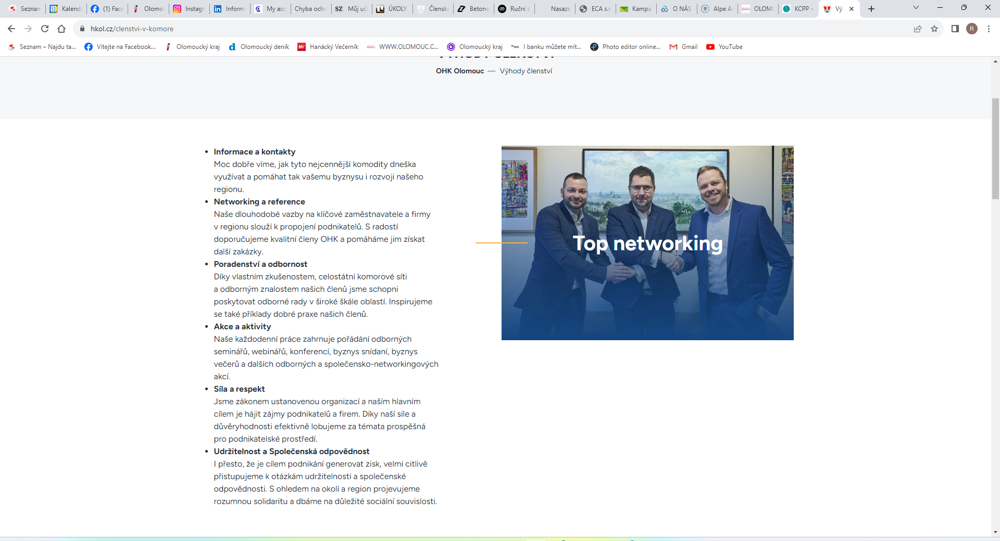 Seznam
Kalend
(1) Face
Olomou
Instagr
Inform
My acc
Chyba ochr
SZ Můj uč
ÚKOLY
Člensk
Betono
Ruční s
Nasaze
ECA s.r.
Kampa
O NÁS
Alpe A
OLOM
KCPP –
Vý
hkol.cz/clenstvi-v-komore
R
Seznam – Najdu ta...
Vítejte na Facebook...
Olomoucký kraj
Olomoucký deník
HV Hanácký Večerník
WWW.OLOMOUC.C...
Olomoucký kraj
I banku můžete mít...
Photo editor online...
Gmail
YouTube
VÝHODY ČLENSTVÍ
OHK Olomouc — Výhody členství
• Informace a kontakty
Moc dobře víme, jak tyto nejcennější komodity dneška
využívat a pomáhat tak vašemu byznysu i rozvoji našeho
regionu.
• Networking a reference
Naše dlouhodobé vazby na klíčové zaměstnavatele a firmy
v regionu slouží k propojení podnikatelů. S radostí
doporučujeme kvalitní členy OHK a pomáháme jim získat
další zakázky.
• Poradenství a odbornost
Díky vlastním zkušenostem, celostátní komorové síti
a odborným znalostem našich členů jsme schopni
poskytovat odborné rady v široké škále oblastí. Inspirujeme
se také příklady dobré praxe našich členů.
• Akce a aktivity
Naše každodenní práce zahrnuje pořádání odborných
seminářů, webinářů, konferencí, byznys snídaní, byznys
večerů a dalších odborných a společensko-networkingových
akcí.
• Síla a respekt
Jsme zákonem ustanovenou organizací a naším hlavním
cílem je hájit zájmy podnikatelů a firem. Díky naší síle a
důvěryhodnosti efektivně lobujeme za témata prospěšná
pro podnikatelské prostředí.
• Udržitelnost a Společenská odpovědnost
I přesto, že je cílem podnikání generovat zisk, velmi citlivě
přistupujeme k otázkám udržitelnosti a společenské
odpovědnosti. S ohledem na okolí a region projevujeme
rozumnou solidaritu a dbáme na důležité sociální souvislosti.
Top networking